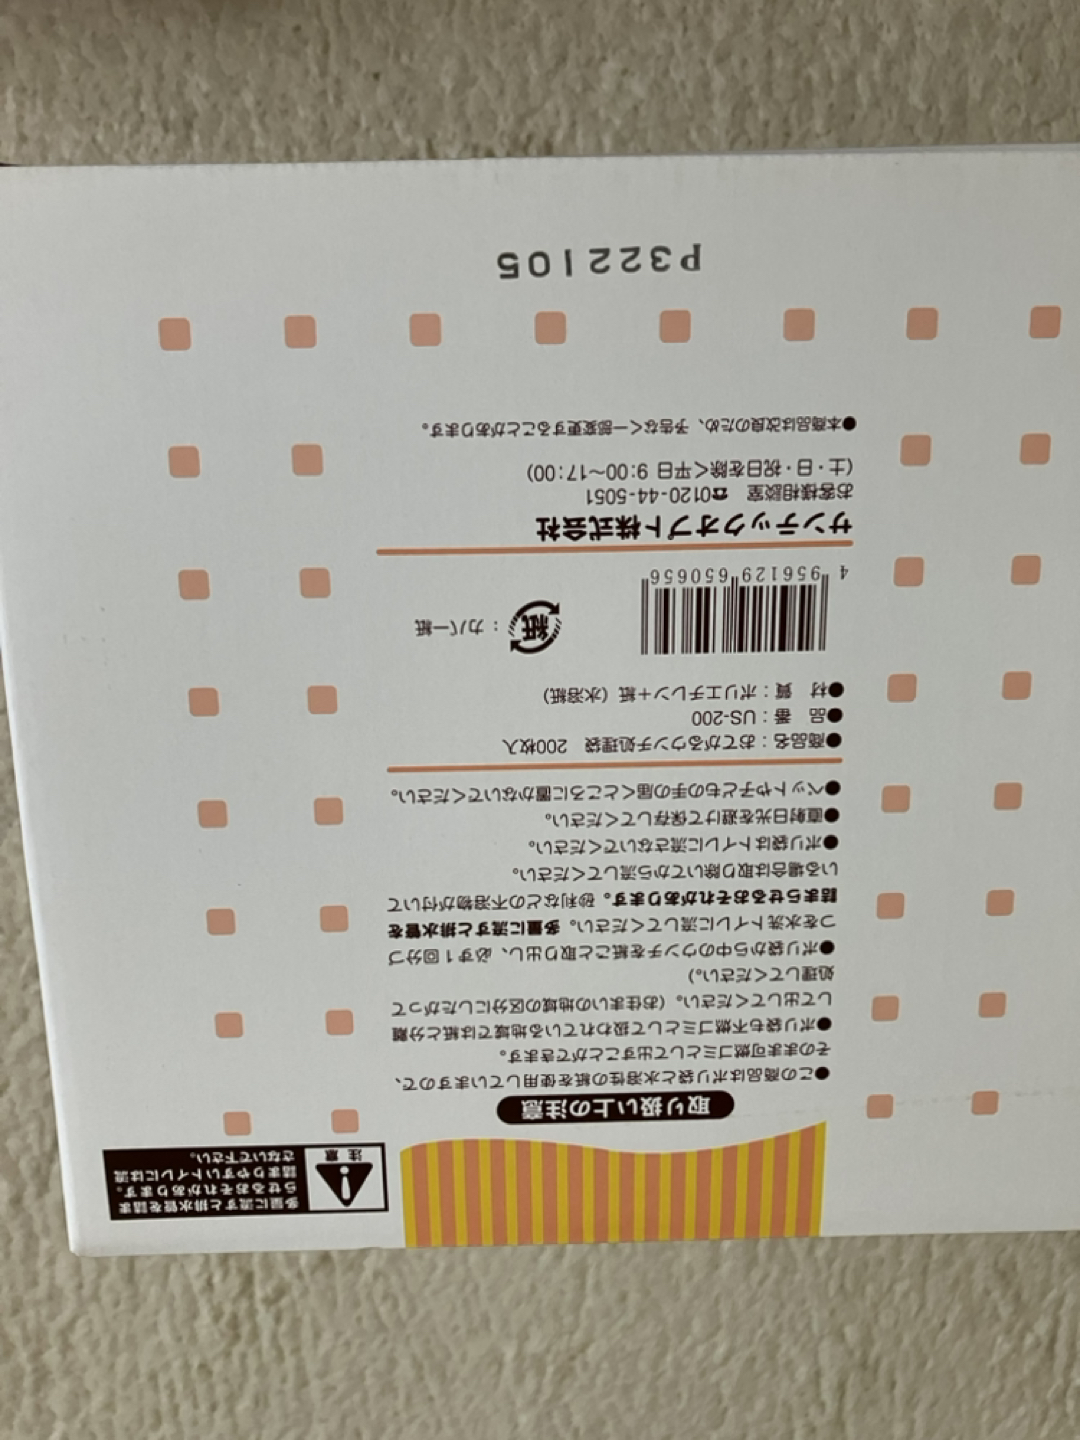 多量に流すと排水管を詰ま
らせるおそれがあります。
詰まりやすいトイレには流
さないで下さい。
注意
取り扱い上の注意
●この商品はポリ袋と水溶性の紙を使用していますので、
そのまま可燃ゴミとして出すことができます。
●ポリ袋も不燃ゴミとして扱われている地域では紙と分離
して出してください。(お住まいの地域の区分にしたがって
処理してください。)
●ポリ袋から中のウンチを紙ごと取り出し、必ず1回分づ
つを水洗トイレに流してください。多量に流すと排水管を
詰まらせるおそれがあります。砂利などの不溶物が付いて
いる場合は取り除いてから流してください。
●ポリ袋はトイレに流さないでください。
●直射日光を避けて保存してください。
●ペットや子どもの手の届くところに置かないでください。
●商品名:おてがるウンチ処理袋 200枚入
●品 番:US-200
●材 質:ポリエチレン+紙(水溶紙)
4 956129 650656
紙 :カバー紙
サンテックオプト株式会社
お客様相談室 ☎0120-44-5051
(土・日・祝日を除く平日 9:00~17:00)
●本商品は改良のため、予告なく一部変更することがあります。
P322105